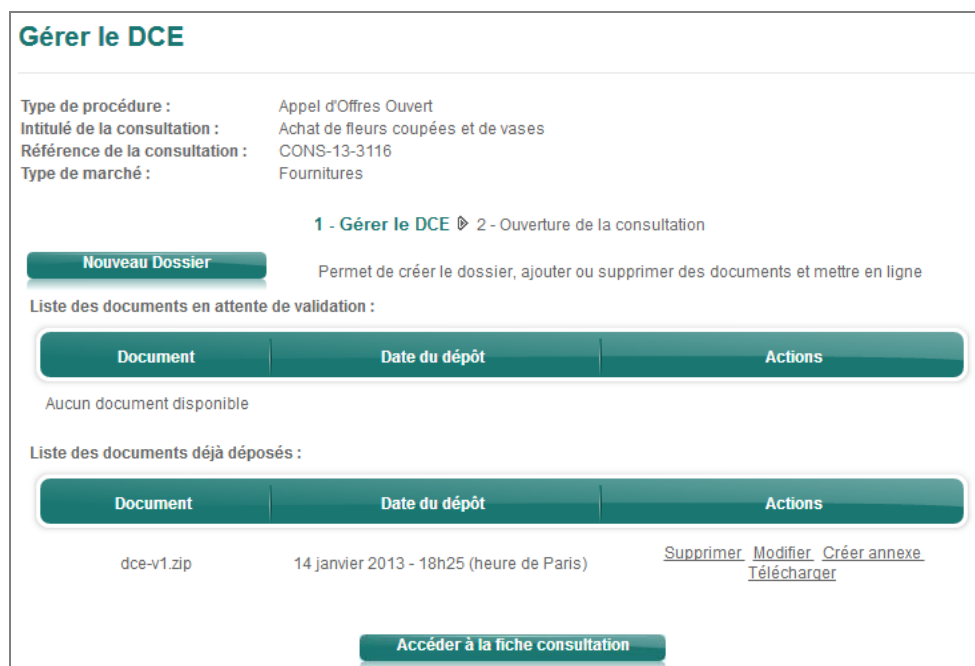 Gérer le DCE
Type de procédure : Appel d'Offres Ouvert
Intitulé de la consultation : Achat de fleurs coupées et de vases
Référence de la consultation : CONS-13-3116
Type de marché : Fournitures
1 - Gérer le DCE 2 - Ouverture de la consultation
Nouveau Dossier Permet de créer le dossier, ajouter ou supprimer des documents et mettre en ligne
Liste des documents en attente de validation :
Document Date du dépôt Actions
Aucun document disponible
Liste des documents déjà déposés :
Document Date du dépôt Actions
dce-v1.zip 14 janvier 2013 - 18h25 (heure de Paris) Supprimer Modifier Créer annexe
Télécharger
Accéder à la fiche consultation